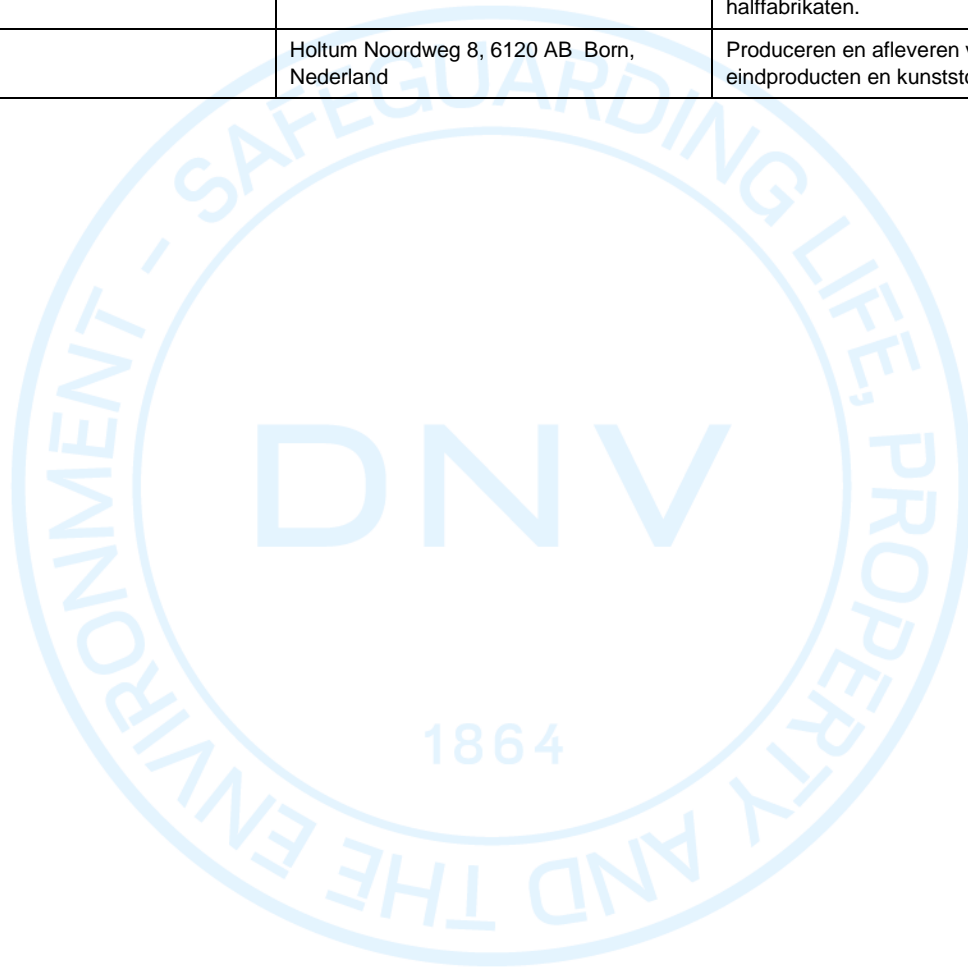 halffabrikaten.
Holtum Noordweg 8, 6120 AB Born,
Nederland
Produceren en afleveren
eindproducten en
SAFEGUARDING LIFE, PROPERTY AND THE ENVIRONMENT -
DNV
1864